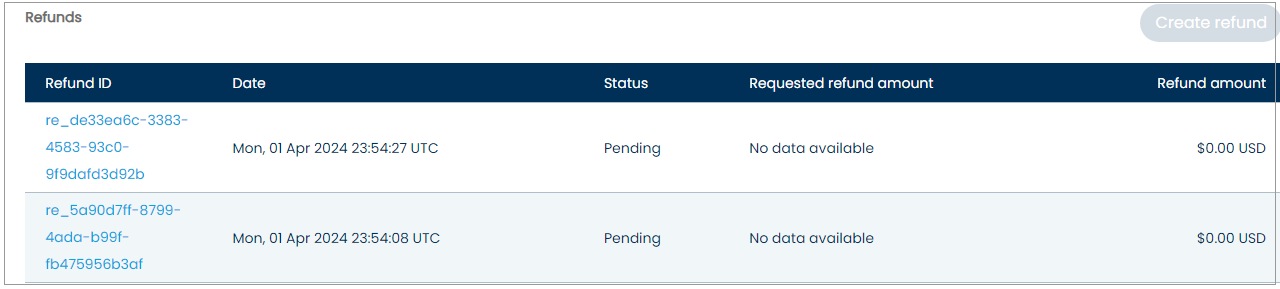 Refunds
Create refund
Refund ID Date Status Requested refund amount Refund amount
re_de33ea6c-3383-
4583-93c0-
9f9dafd3d92b
Mon, 01 Apr 2024 23:54:27 UTC Pending No data available $0.00 USD
re_5a90d7ff-8799-
4ada-b99f-
fb475956b3af
Mon, 01 Apr 2024 23:54:08 UTC Pending No data available $0.00 USD